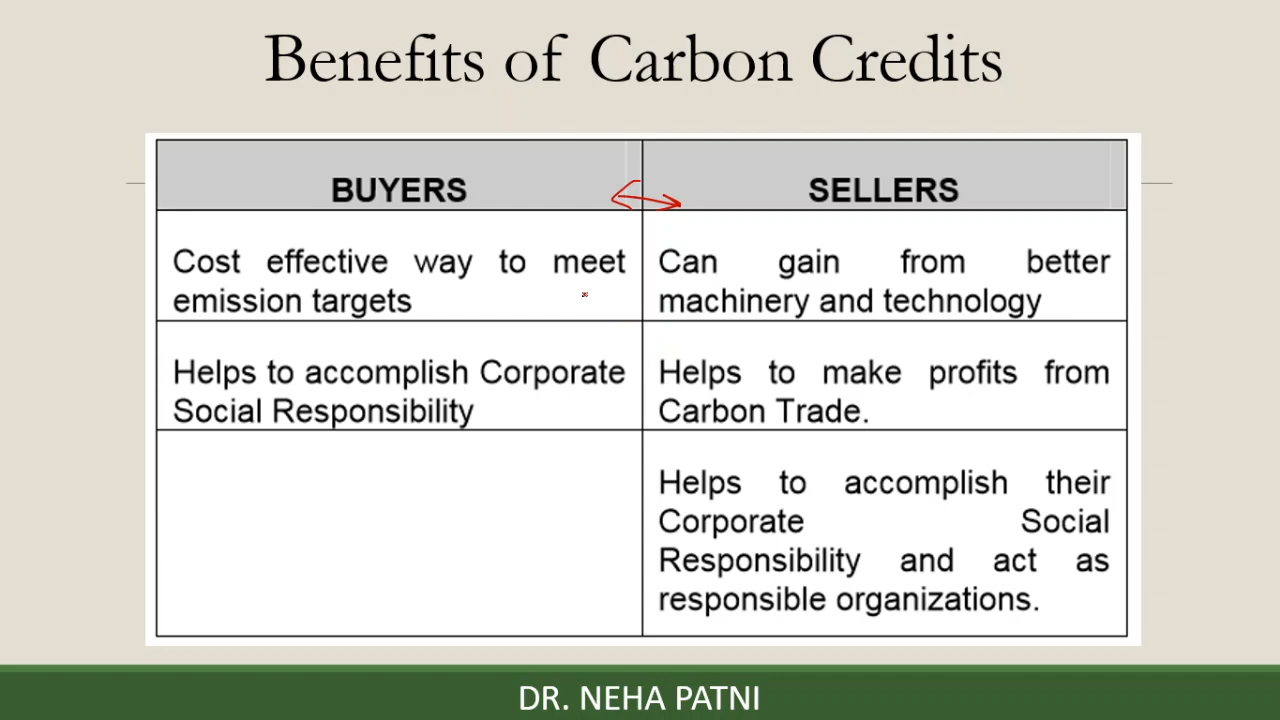 Benefits of Carbon Credits
BUYERS
SELLERS
Cost effective way to meet
emission targets
Can gain from better
machinery and technology
Helps to accomplish Corporate
Social Responsibility
Helps to make profits from
Carbon Trade.
Helps to accomplish their
Corporate Social
Responsibility and act as
responsible organizations.
DR. NEHA PATNI